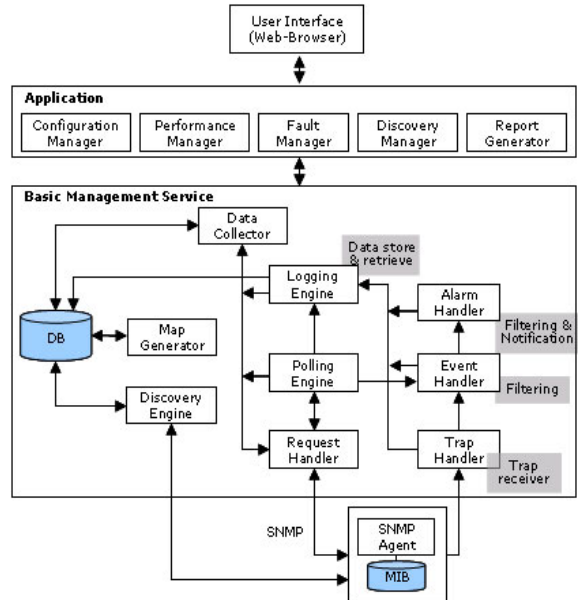 User Interface
(Web-Browser)
Application
Configuration
Manager
Performance
Manager
Fault
Manager
Discovery
Manager
Report
Generator
Basic Management Service
Data
Collector
Data store
& retrieve
Logging
Engine
Alarm
Handler
Filtering &
Notification
DB
Map
Generator
Polling
Engine
Event
Handler
Filtering
Discovery
Engine
Request
Handler
Trap
Handler
Trap
receiver
SNMP
SNMP
Agent
MIB